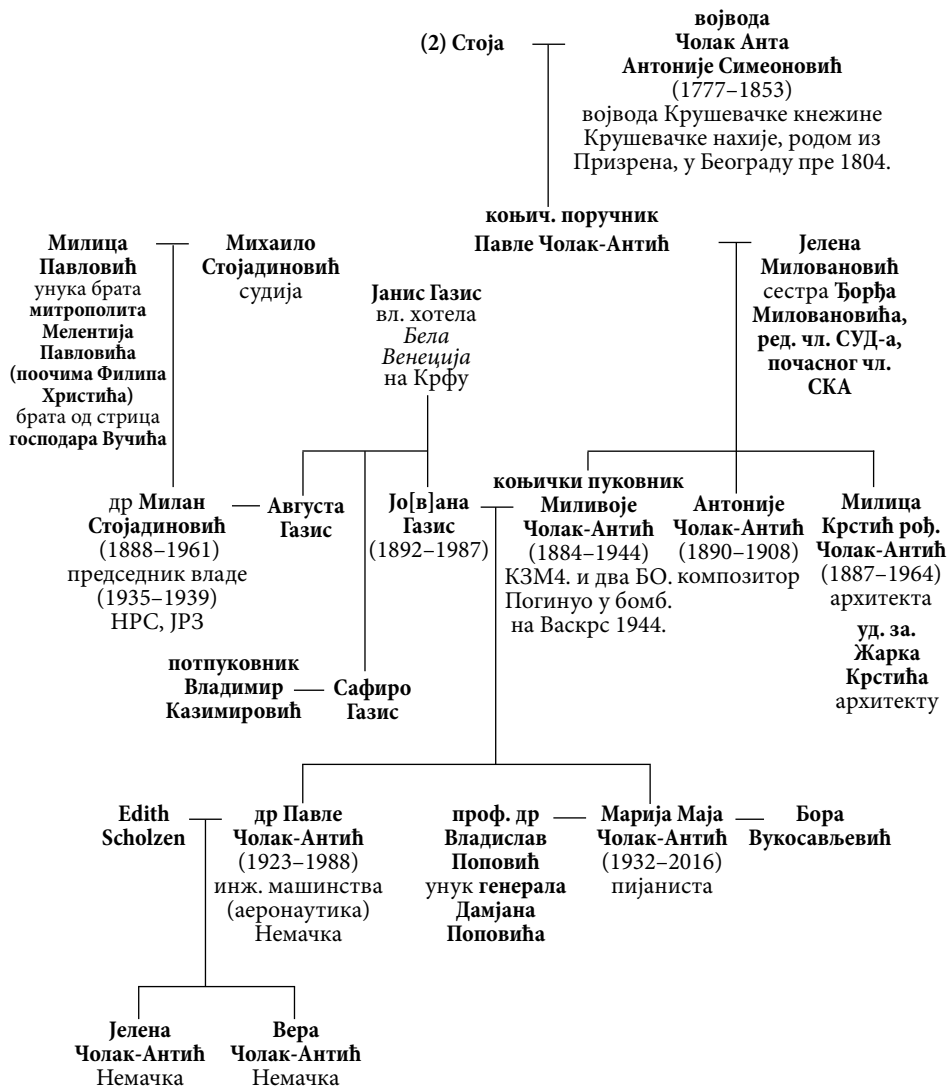 (2) Стоја
војвода
Чолак Анта
Антоније Симеоновић
(1777–1853)
војвода Крушевачке кнежине
Крушевачке нахије, родом из
Призрена, у Београду пре 1804.
коњич. поручник
Павле Чолак-Антић
Милица
Павловић
унука брата
митрополита
Мелентија
Павловића
(поочима Филипа
Христића)
брата од стрица
господара Вучића
Михаило
Стојадиновић
судија
Јанис Газис
вл. хотела
Бела
Венеција
на Крфу
Јелена
Миловановић
сестра Ђорђа
Миловановића,
ред. чл. СУД-а,
почасног чл.
СКА
др Милан
Стојадиновић
(1888–1961)
председник владе
(1935–1939)
НРС, ЈРЗ
Августа
Газис
Јо[в]ана
Газис
(1892–1987)
коњички пуковник
Миливоје
Чолак-Антић
(1884–1944)
КЗМ4. и два БО.
Погинуо у бомб.
на Васкрс 1944.
Антоније
Чолак-Антић
(1890–1908)
композитор
Милица
Крстић рођ.
Чолак-Антић
(1887–1964)
архитекта
уд. за.
Жарка
Крстића
архитекту
потпуковник
Владимир
Казимировић
Сафиро
Газис
Edith
Scholzen
др Павле
Чолак-Антић
(1923–1988)
инж. машинства
(аеронаутика)
Немачка
проф. др
Владислав
Поповић
унук генерала
Дамјана
Поповића
Марија Маја
Чолак-Антић
(1932–2016)
пијаниста
Бора
Вукосављевић
Јелена
Чолак-Антић
Немачка
Вера
Чолак-Антић
Немачка